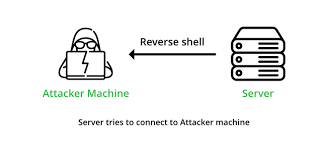 Reverse shell
Attacker Machine
Server
Server tries to connect to Attacker machine